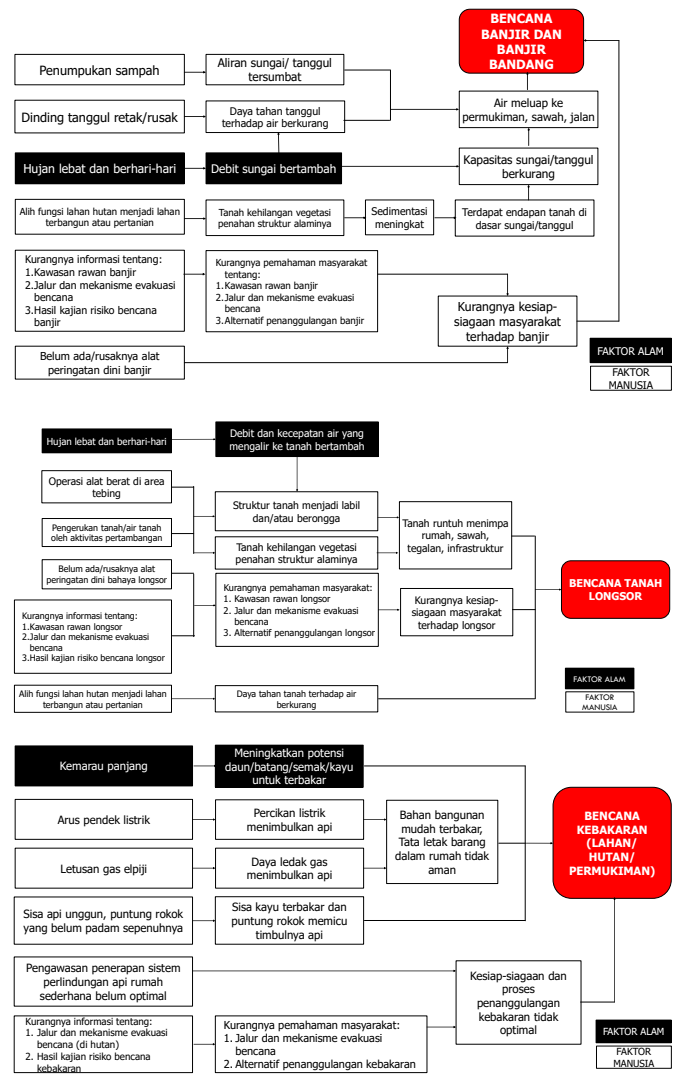 BENCANA
BANJIR DAN
BANJIR
BANDANG
Penumpukan sampah
Aliran sungai/ tanggul
tersumbat
Dinding tanggul retak/rusak
Daya tahan tanggul
terhadap air berkurang
Air meluap ke
permukiman, sawah, jalan
Hujan lebat dan berhari-hari
Debit sungai bertambah
Kapasitas sungai/tanggul
berkurang
Alih fungsi lahan hutan menjadi lahan
terbangun atau pertanian
Tanah kehilangan vegetasi
penahan struktur alaminya
Sedimentasi
meningkat
Terdapat endapan tanah di
dasar sungai/tanggul
Kurangnya informasi tentang:
1.Kawasan rawan banjir
2.Jalur dan mekanisme evakuasi
bencana
3.Hasil kajian risiko bencana
banjir
Kurangnya pemahaman masyarakat
tentang:
1.Kawasan rawan banjir
2.Jalur dan mekanisme evakuasi
bencana
3.Alternatif penanggulangan banjir
Kurangnya kesiap-
siagaan masyarakat
terhadap banjir
Belum ada/rusaknya alat
peringatan dini banjir
FAKTOR ALAM
FAKTOR
MANUSIA
Hujan lebat dan berhari-hari
Debit dan kecepatan air yang
mengalir ke tanah bertambah
Operasi alat berat di area
tebing
Struktur tanah menjadi labil
dan/atau berongga
Pengerukan tanah/air tanah
oleh aktivitas pertambangan
Tanah kehilangan vegetasi
penahan struktur alaminya
Tanah runtuh menimpa
rumah, sawah,
tegalan, infrastruktur
Belum ada/rusaknya alat
peringatan dini bahaya longsor
Kurangnya pemahaman masyarakat:
1. Kawasan rawan longsor
2. Jalur dan mekanisme evakuasi
bencana
3. Alternatif penanggulangan longsor
Kurangnya kesiap-
siagaan masyarakat
terhadap longsor
BENCANA TANAH
LONGSOR
Kurangnya informasi tentang:
1.Kawasan rawan longsor
2.Jalur dan mekanisme evakuasi
bencana
3.Hasil kajian risiko bencana longsor
Alih fungsi lahan hutan menjadi lahan
terbangun atau pertanian
Daya tahan tanah terhadap air
berkurang
FAKTOR ALAM
FAKTOR
MANUSIA
Kemarau panjang
Meningkatkan potensi
daun/batang/semak/kayu
untuk terbakar
Arus pendek listrik
Percikan listrik
menimbulkan api
Letusan gas elpiji
Daya ledak gas
menimbulkan api
Bahan bangunan
mudah terbakar,
Tata letak barang
dalam rumah tidak
aman
BENCANA
KEBAKARAN
(LAHAN/
HUTAN/
PERMUKIMAN)
Sisa api unggun, puntung rokok
yang belum padam sepenuhnya
Sisa kayu terbakar dan
puntung rokok memicu
timbulnya api
Pengawasan penerapan sistem
perlindungan api rumah
sederhana belum optimal
Kesiap-siagaan dan
proses
penanggulangan
kebakaran tidak
optimal
Kurangnya informasi tentang:
1. Jalur dan mekanisme evakuasi
bencana (di hutan)
2. Hasil kajian risiko bencana
kebakaran
Kurangnya pemahaman masyarakat:
1. Jalur dan mekanisme evakuasi
bencana
2. Alternatif penanggulangan kebakaran
FAKTOR ALAM
FAKTOR
MANUSIA